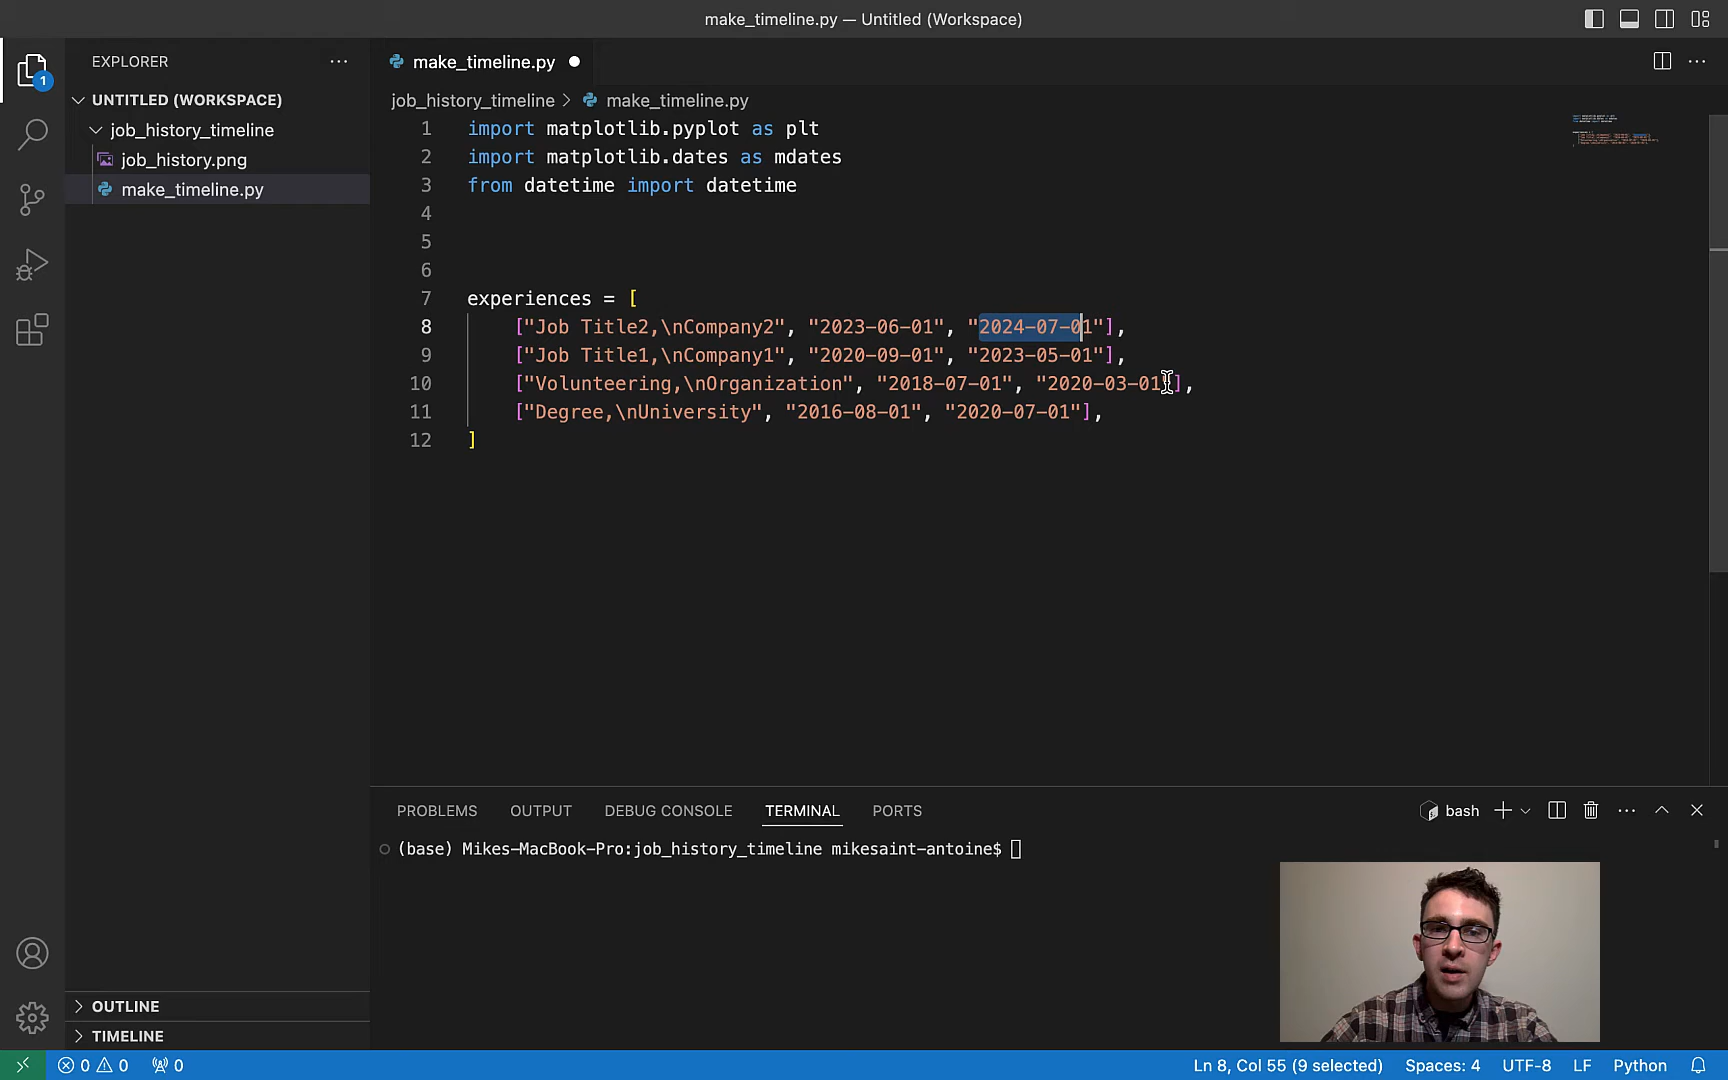 make_timeline.py — Untitled (Workspace)
EXPLORER
1
UNTITLED (WORKSPACE)
job_history_timeline
job_history.png
make_timeline.py
OUTLINE
TIMELINE
make_timeline.py
job_history_timeline > make_timeline.py
1 import matplotlib.pyplot as plt
2 import matplotlib.dates as mdates
3 from datetime import datetime
4
5
6
7 experiences = [
8 ["Job Title2,\nCompany2", "2023-06-01", "2024-07-01"],
9 ["Job Title1,\nCompany1", "2020-09-01", "2023-05-01"],
10 ["Volunteering,\nOrganization", "2018-07-01", "2020-03-01"],
11 ["Degree,\nUniversity", "2016-08-01", "2020-07-01"],
12 ]
PROBLEMS OUTPUT DEBUG CONSOLE TERMINAL PORTS bash
(base) Mikes-MacBook-Pro:job_history_timeline mikesaint-antoine$
0 0 0 Ln 8, Col 55 (9 selected) Spaces: 4 UTF-8 LF Python